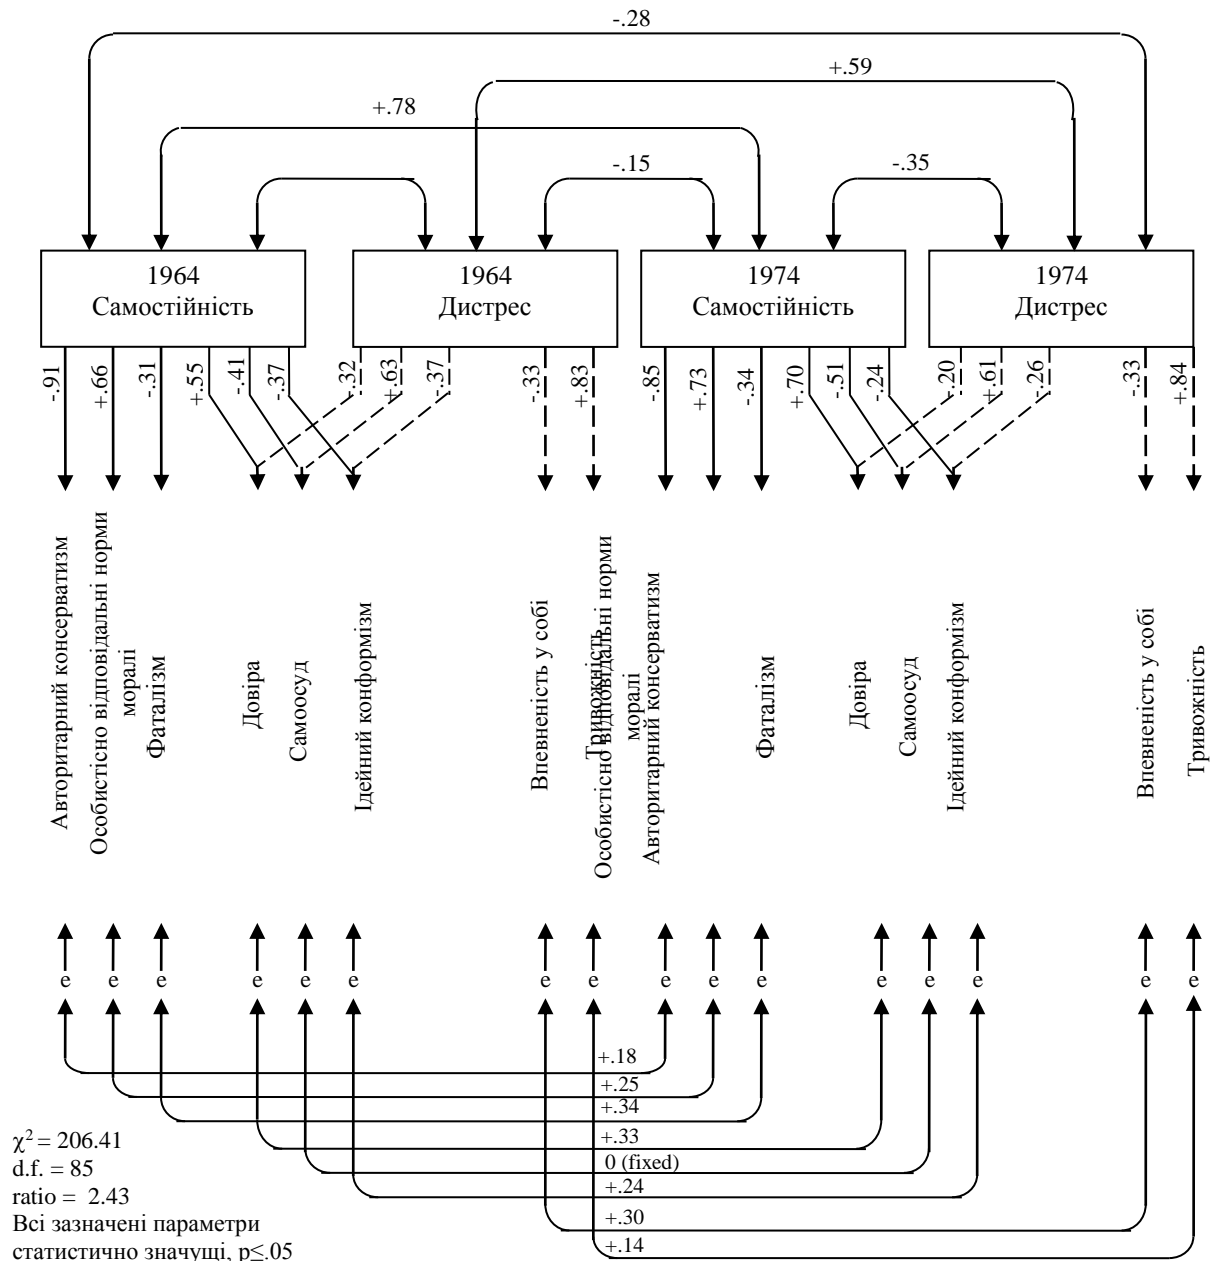 -.28
+.59
+.78
-.15
-.35
1964
Самостійність
1964
Дистрес
1974
Самостійність
1974
Дистрес
-.91
+.66
-.31
+.55
-.41
-.37
-.32
+.63
-.37
-.33
+.83
-.85
+.73
-.34
+.70
-.51
-.24
-.20
+.61
-.26
-.33
+.84
Авторитарний консерватизм
Особистісно відповідальні норми
моралі
Фаталізм
Довіра
Самоосуд
Ідейний конформізм
Впевненість у собі
Тривожність
Особистісно відповідальні норми
моралі
Авторитарний консерватизм
Фаталізм
Довіра
Самоосуд
Ідейний конформізм
Впевненість у собі
Тривожність
e e e e e e e e e e e e e e e e
+.18
+.25
+.34
+.33
0 (fixed)
+.24
+.30
+.14
χ² = 206.41
d.f. = 85
ratio = 2.43
Всі зазначені параметри
статистично значущі, p≤.05